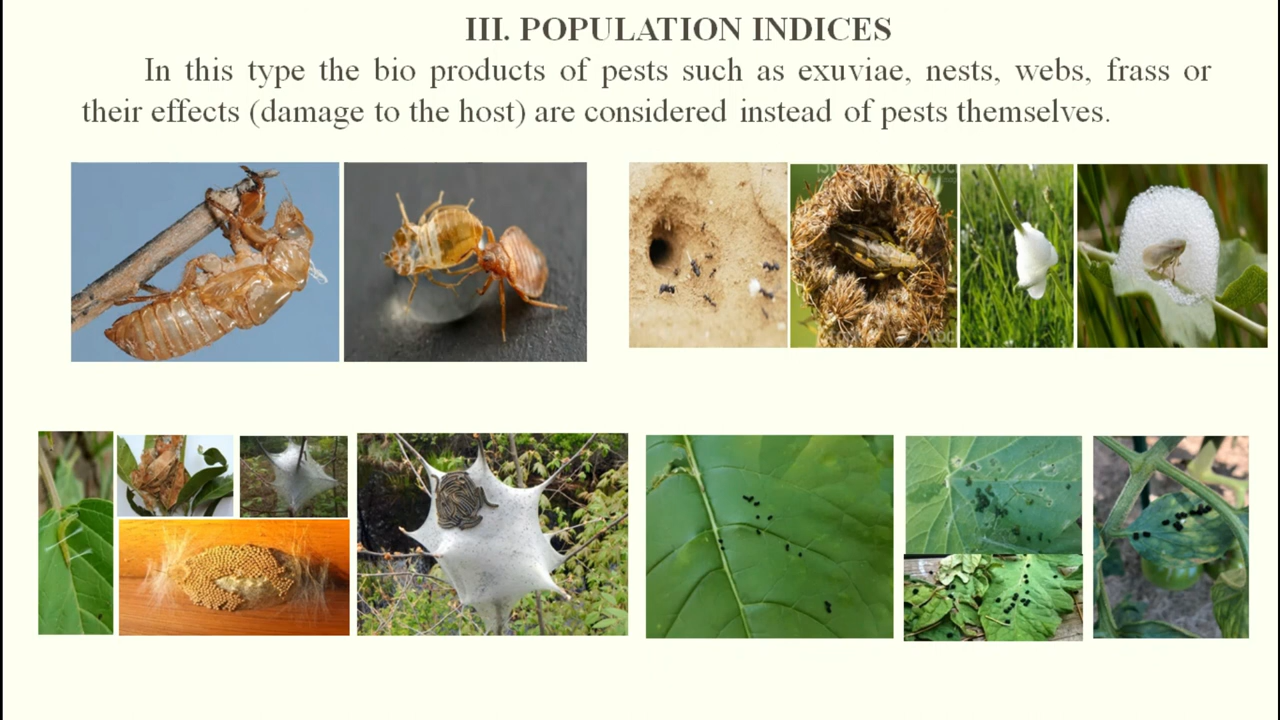 III. POPULATION INDICES
In this type the bio products of pests such as exuviae, nests, webs, frass or
their effects (damage to the host) are considered instead of pests themselves.